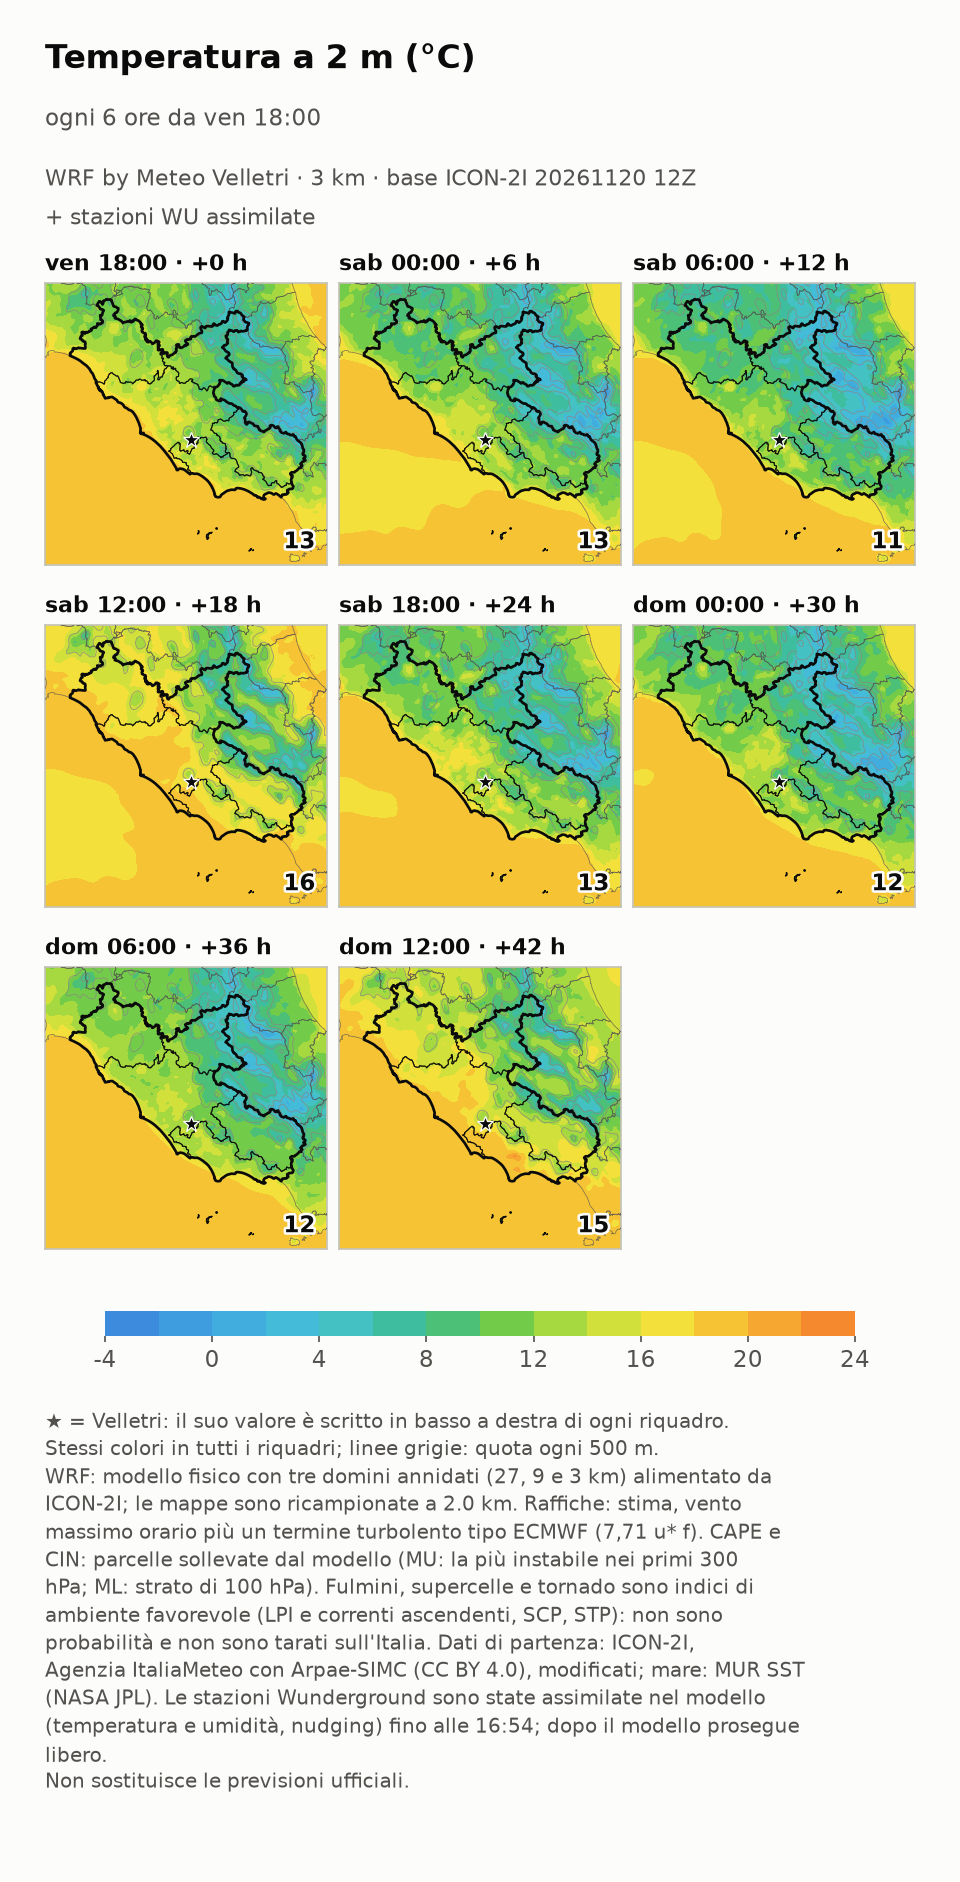 Temperatura a 2 m (°C)
ogni 6 ore da ven 18:00
WRF by Meteo Velletri · 3 km · base ICON-2I 20261120 12Z
+ stazioni WU assimilate
ven 18:00 · +0 h
sab 00:00 · +6 h
sab 06:00 · +12 h
13
13
11
sab 12:00 · +18 h
sab 18:00 · +24 h
dom 00:00 · +30 h
16
13
12
dom 06:00 · +36 h
dom 12:00 · +42 h
12
15
-4 0 4 8 12 16 20 24
★ = Velletri: il suo valore è scritto in basso a destra di ogni riquadro.
Stessi colori in tutti i riquadri; linee grigie: quota ogni 500 m.
WRF: modello fisico con tre domini annidati (27, 9 e 3 km) alimentato da
ICON-2I; le mappe sono ricampionate a 2.0 km. Raffiche: stima, vento
massimo orario più un termine turbolento tipo ECMWF (7,71 u* f). CAPE e
CIN: parcelle sollevate dal modello (MU: la più instabile nei primi 300
hPa; ML: strato di 100 hPa). Fulmini, supercelle e tornado sono indici di
ambiente favorevole (LPI e correnti ascendenti, SCP, STP): non sono
probabilità e non sono tarati sull'Italia. Dati di partenza: ICON-2I,
Agenzia ItaliaMeteo con Arpae-SIMC (CC BY 4.0), modificati; mare: MUR SST
(NASA JPL). Le stazioni Wunderground sono state assimilate nel modello
(temperatura e umidità, nudging) fino alle 16:54; dopo il modello prosegue
libero.
Non sostituisce le previsioni ufficiali.